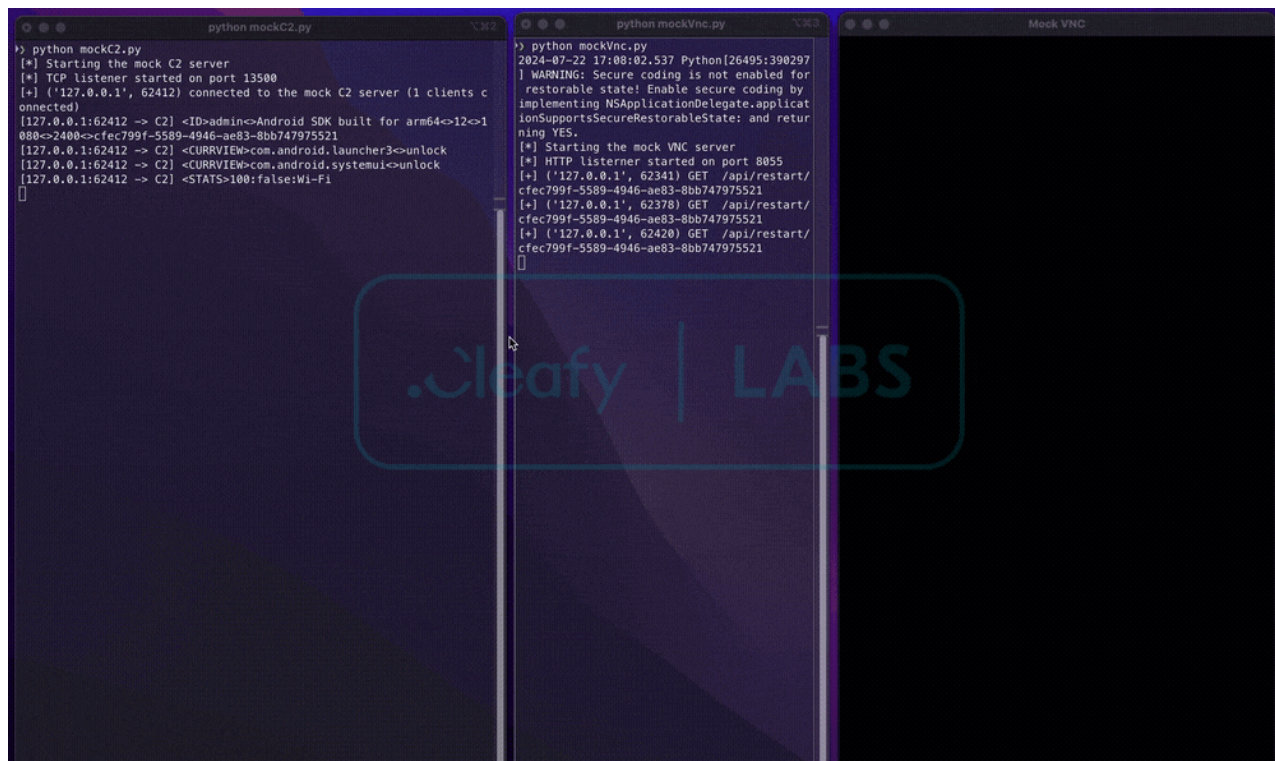 python mockC2.py
⌥⌘2
❯ python mockC2.py
[*] Starting the mock C2 server
[*] TCP listener started on port 13500
[+] ('127.0.0.1', 62412) connected to the mock C2 server (1 clients c
onnected)
[127.0.0.1:62412 -> C2] <ID>admin<>Android SDK built for arm64<>12<>1
080<>2400<>cfec799f-5589-4946-ae83-8bb747975521
[127.0.0.1:62412 -> C2] <CURRVIEW>com.android.launcher3<>unlock
[127.0.0.1:62412 -> C2] <CURRVIEW>com.android.systemui<>unlock
[127.0.0.1:62412 -> C2] <STATS>100:false:Wi-Fi
python mockVnc.py
⌥⌘3
❯ python mockVnc.py
2024-07-22 17:08:02.537 Python[26495:390297
] WARNING: Secure coding is not enabled for
restorable state! Enable secure coding by
implementing NSApplicationDelegate.applicat
ionSupportsSecureRestorableState: and retur
ning YES.
[*] Starting the mock VNC server
[*] HTTP listerner started on port 8055
[+] ('127.0.0.1', 62341) GET  /api/restart/
cfec799f-5589-4946-ae83-8bb747975521
[+] ('127.0.0.1', 62378) GET  /api/restart/
cfec799f-5589-4946-ae83-8bb747975521
[+] ('127.0.0.1', 62420) GET  /api/restart/
cfec799f-5589-4946-ae83-8bb747975521
Mock VNC
.Cleafy | LABS